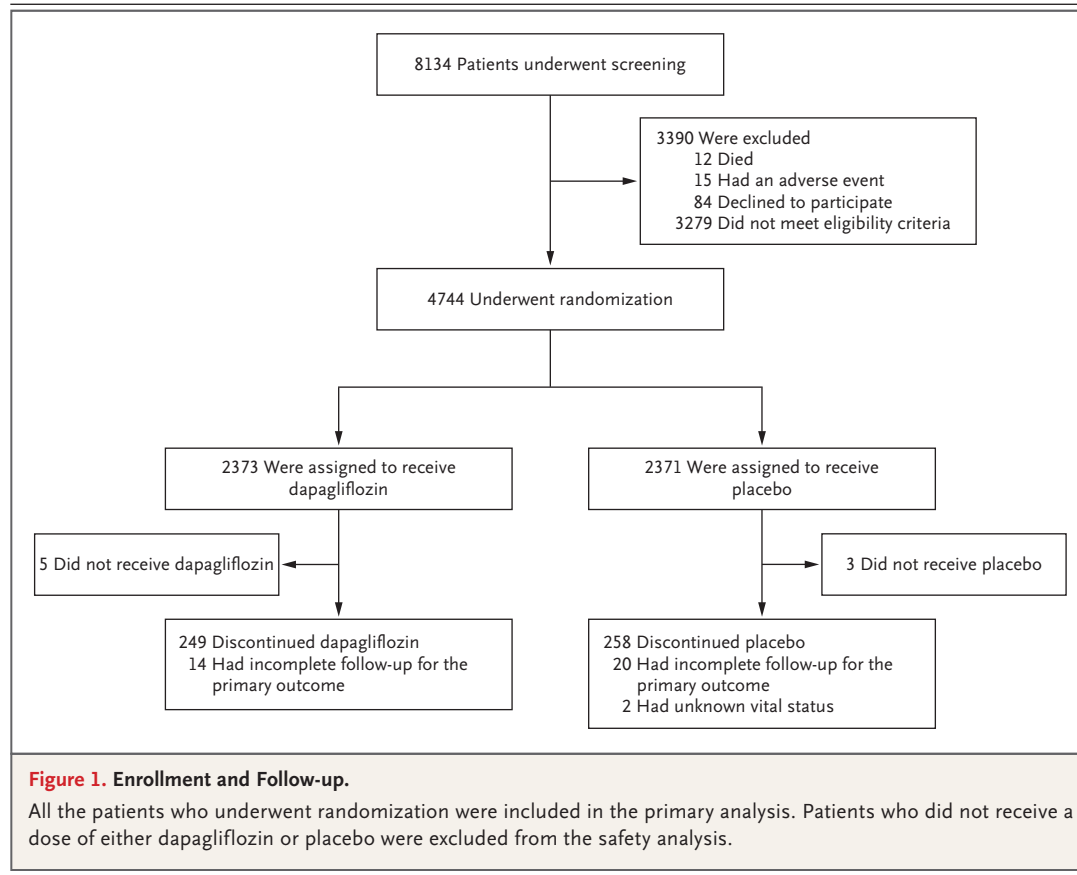 8134 Patients underwent screening
3390 Were excluded
12 Died
15 Had an adverse event
84 Declined to participate
3279 Did not meet eligibility criteria
4744 Underwent randomization
2373 Were assigned to receive
dapagliflozin
2371 Were assigned to receive
placebo
5 Did not receive dapagliflozin
3 Did not receive placebo
249 Discontinued dapagliflozin
14 Had incomplete follow-up for the
primary outcome
258 Discontinued placebo
20 Had incomplete follow-up for the
primary outcome
2 Had unknown vital status
Figure 1. Enrollment and Follow-up.
All the patients who underwent randomization were included in the primary analysis. Patients who did not receive a
dose of either dapagliflozin or placebo were excluded from the safety analysis.